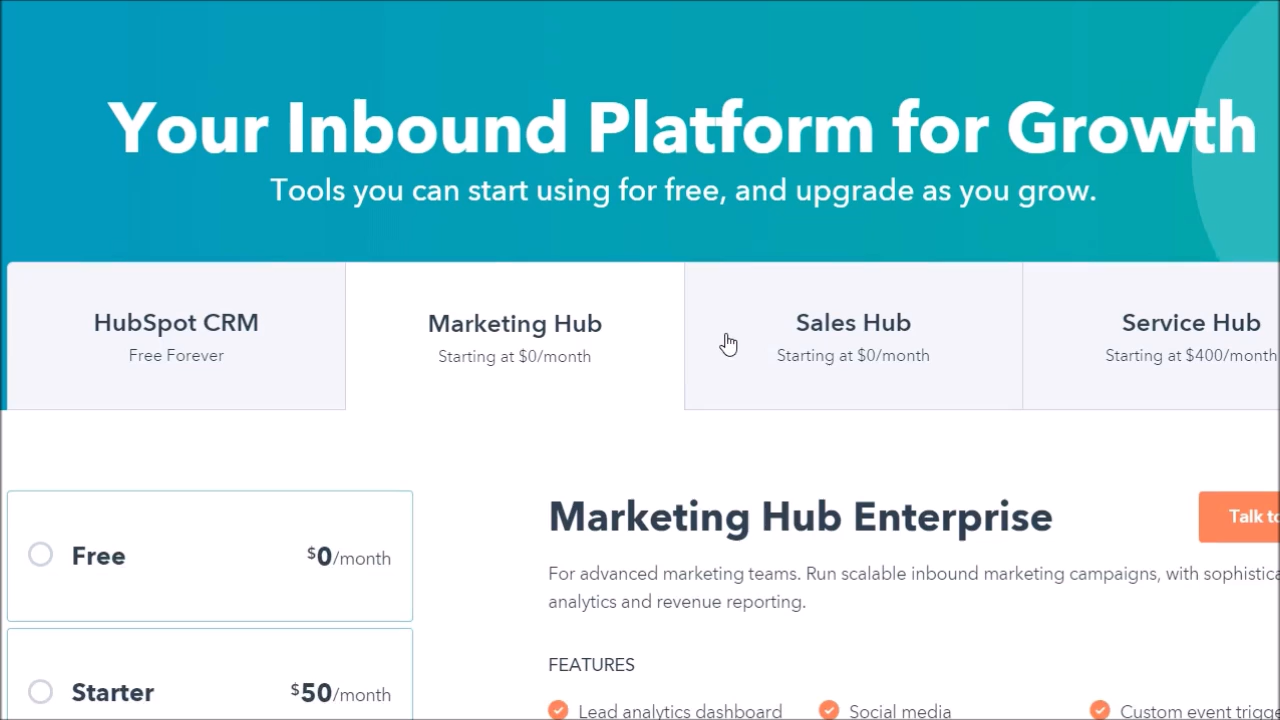 Your Inbound Platform for Growth
Tools you can start using for free, and upgrade as you grow.
HubSpot CRM
Free Forever
Marketing Hub
Starting at $0/month
Sales Hub
Starting at $0/month
Service Hub
Starting at $400/month
Free
$0/month
Starter
$50/month
Marketing Hub Enterprise
Talk
For advanced marketing teams. Run scalable inbound marketing campaigns, with
analytics and revenue reporting.
FEATURES
Lead analytics dashboard
Social media
Custom event